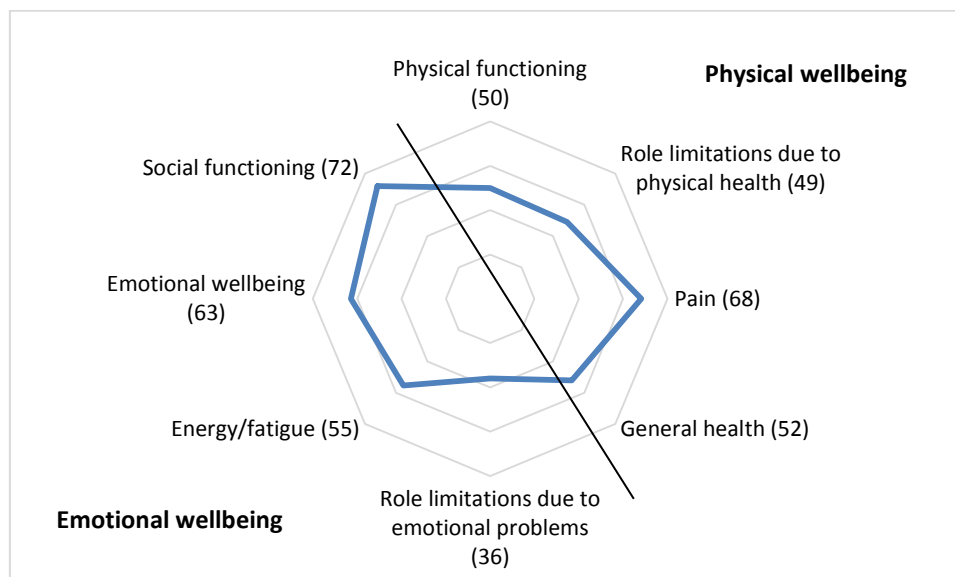 Physical functioning
(50)
Physical wellbeing
Role limitations due to
physical health (49)
Social functioning (72)
Emotional wellbeing
(63)
Pain (68)
Energy/fatigue (55)
General health (52)
Role limitations due to
emotional problems
(36)
Emotional wellbeing